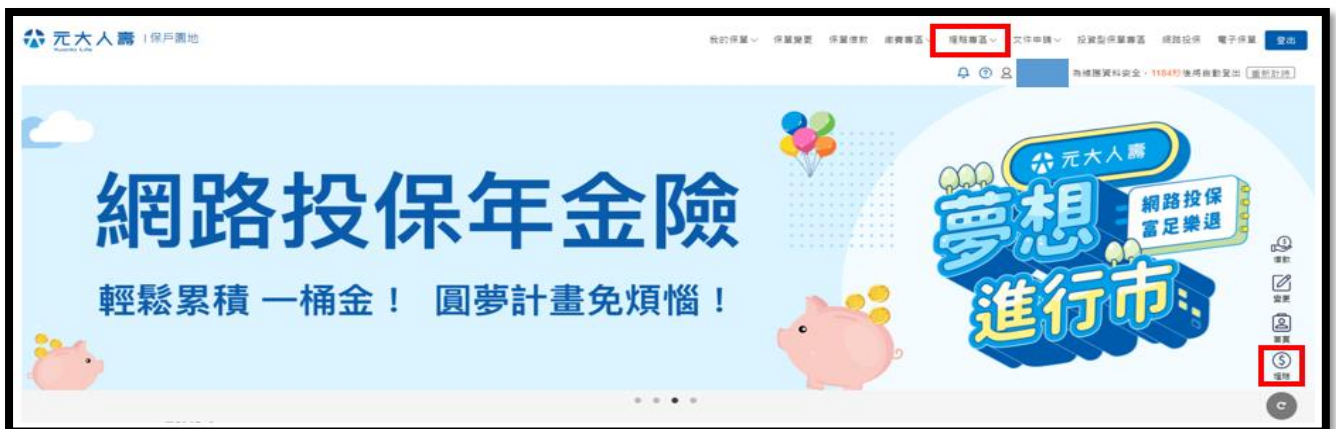 元大人壽 | 保戶園地
Yuanta Life
我的保單 保單變更 保單借款 繳費專區 理賠專區 文件申請 投資型保單專區 網路投保 電子保單 登出
為維護資料安全,1184秒後將自動登出 重新計時
網路投保年金險
輕鬆累積 一桶金! 圓夢計畫免煩惱!
元大人壽
夢想
進行市
網路投保
富足樂退
借款
變更
理賠